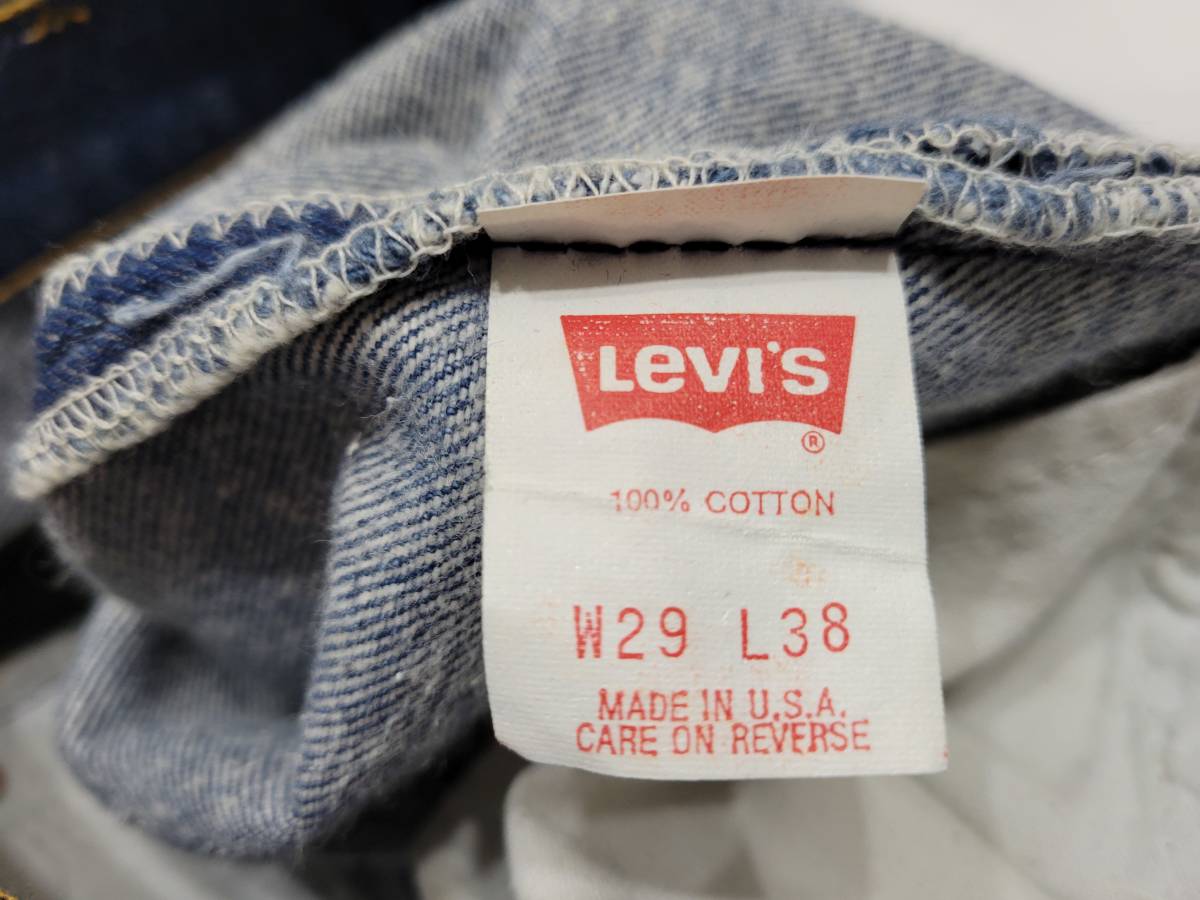 Levi's
®
100% COTTON
W29 L38
MADE IN U.S.A.
CARE ON REVERSE